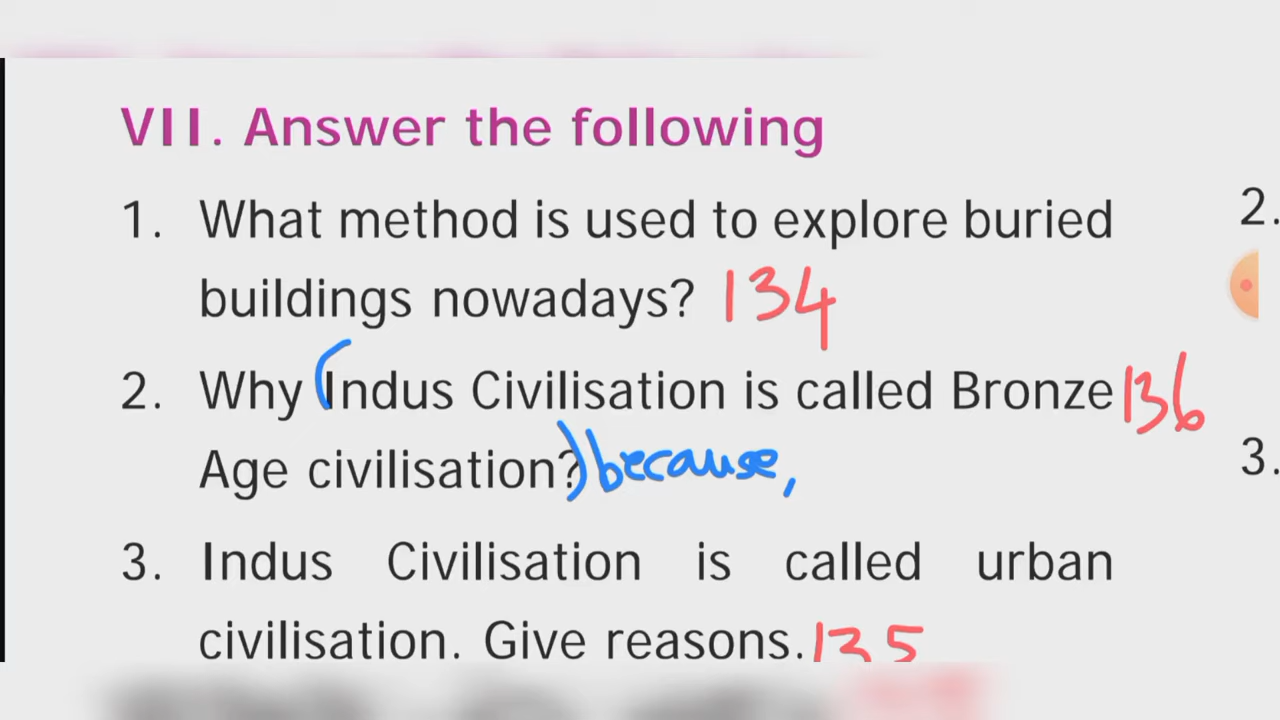 VII. Answer the following
1. What method is used to explore buried
buildings nowadays? 134
2. Why (Indus Civilisation is called Bronze 136
Age civilisation?) because,
3. Indus Civilisation is called urban
civilisation. Give reasons. 135
2.
3.